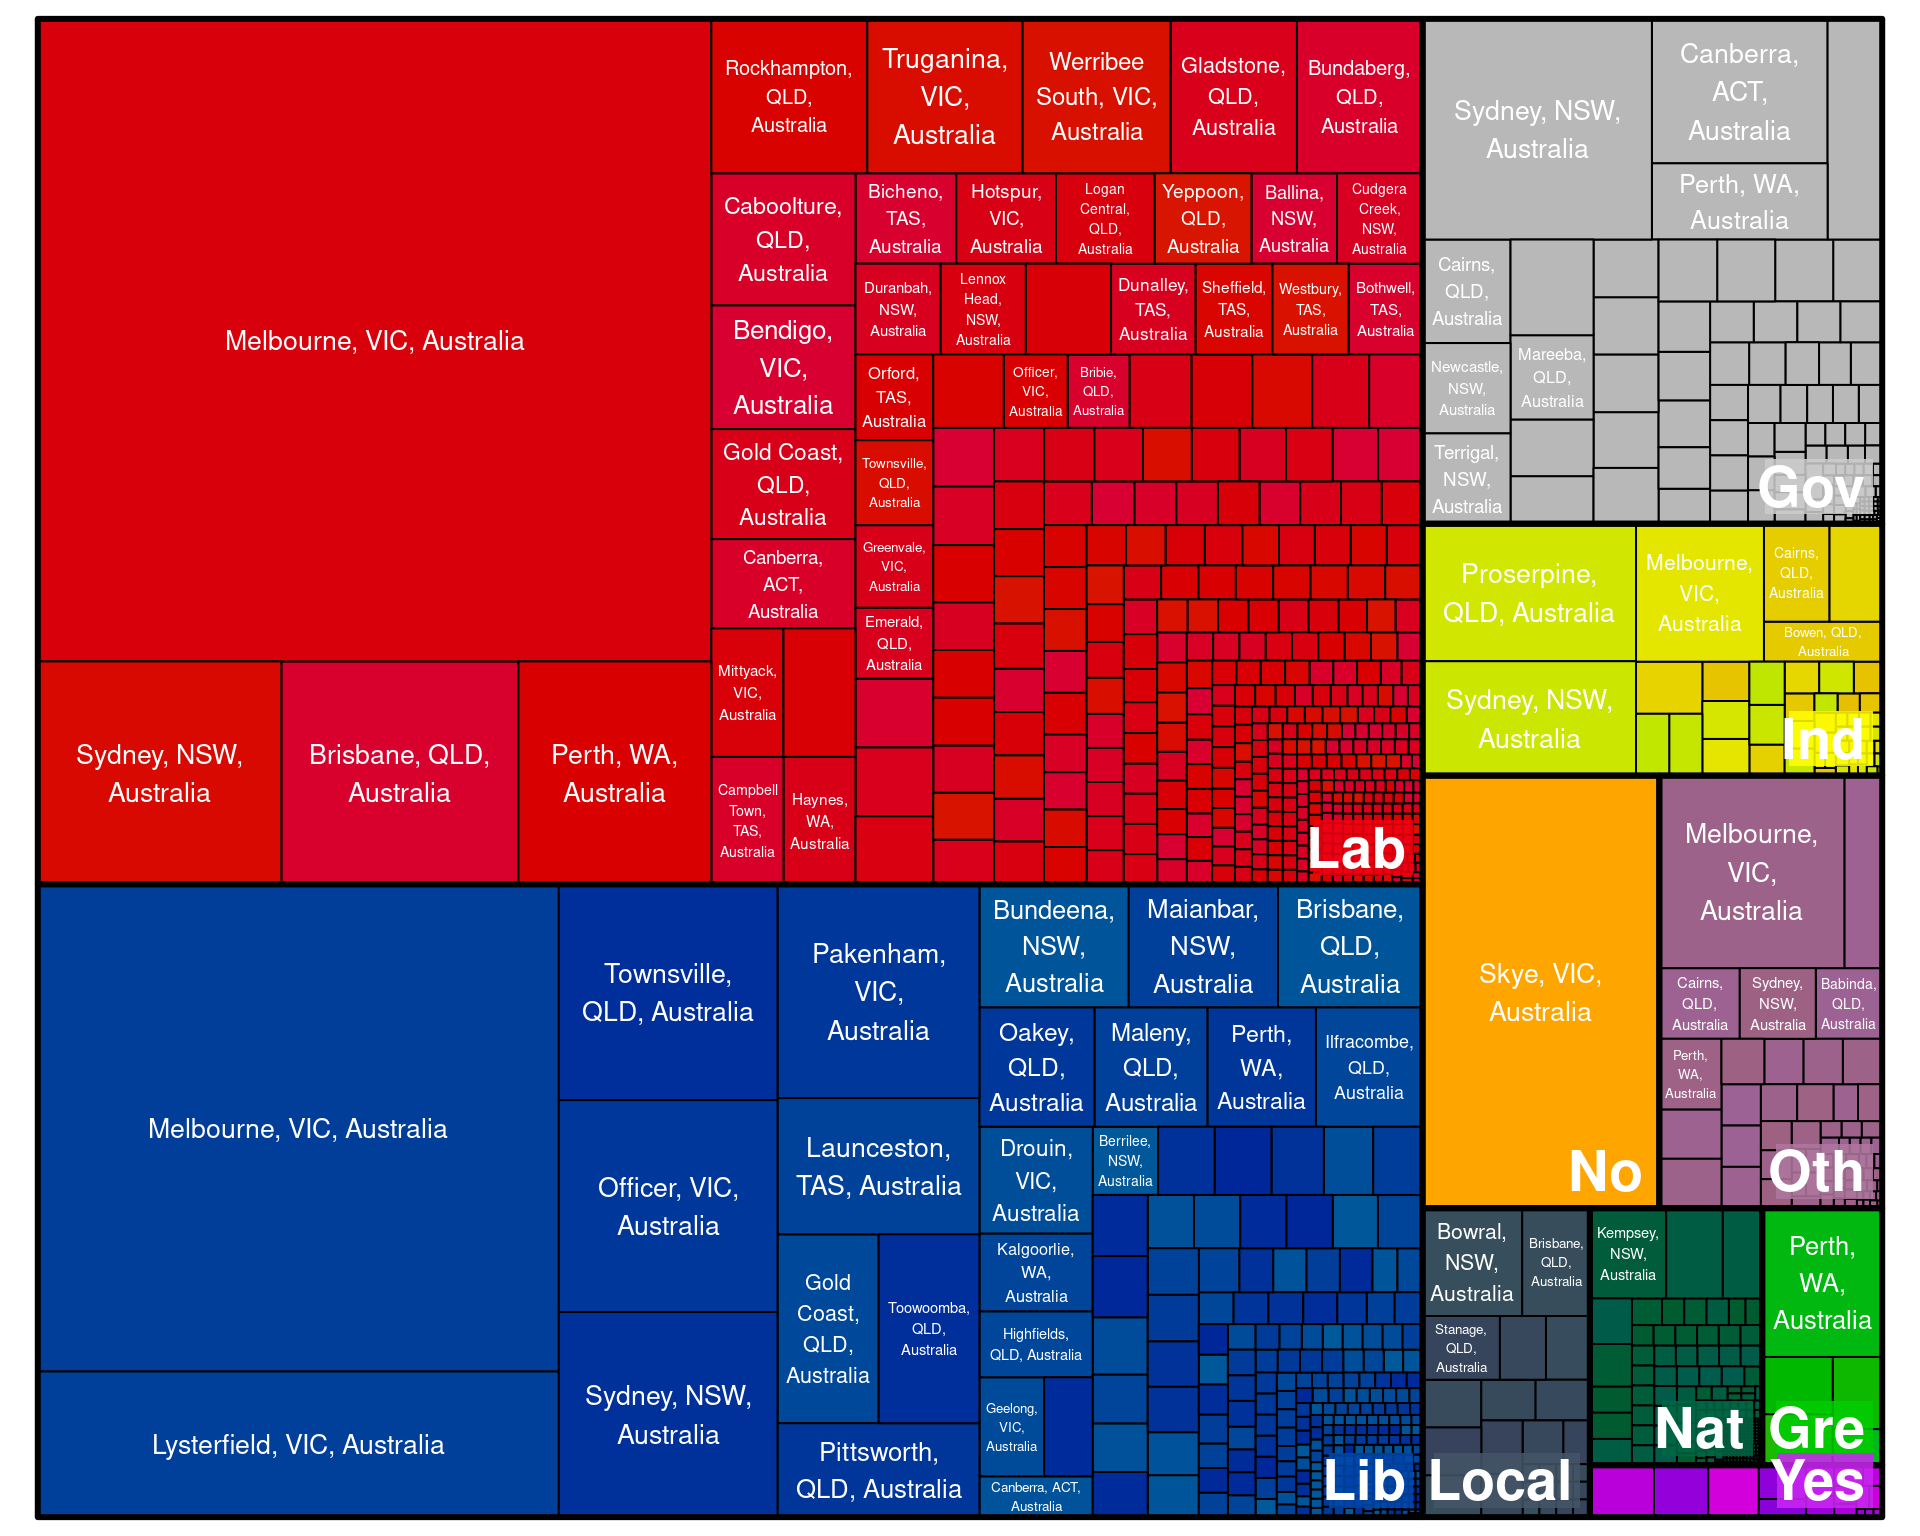 Melbourne, VIC, Australia
Sydney, NSW,
Australia
Brisbane, QLD,
Australia
Perth, WA,
Australia
Rockhampton,
QLD,
Australia
Truganina,
VIC,
Australia
Werribee
South, VIC,
Australia
Gladstone,
QLD,
Australia
Bundaberg,
QLD,
Australia
Caboolture,
QLD,
Australia
Bendigo,
VIC,
Australia
Gold Coast,
QLD,
Australia
Canberra,
ACT,
Australia
Mittyack,
VIC,
Australia
Campbell
Town,
TAS,
Australia
Haynes,
WA,
Australia
Bicheno,
TAS,
Australia
Hotspur,
VIC,
Australia
Logan
Central,
QLD,
Australia
Yeppoon,
QLD,
Australia
Ballina,
NSW,
Australia
Cudgera
Creek,
NSW,
Australia
Duranbah,
NSW,
Australia
Lennox
Head,
NSW,
Australia
Dunalley,
TAS,
Australia
Sheffield,
TAS,
Australia
Westbury,
TAS,
Australia
Bothwell,
TAS,
Australia
Orford,
TAS,
Australia
Officer,
VIC,
Australia
Bribie,
QLD,
Australia
Townsville,
QLD,
Australia
Greenvale,
VIC,
Australia
Emerald,
QLD,
Australia
Lab
Melbourne, VIC, Australia
Lysterfield, VIC, Australia
Townsville,
QLD, Australia
Officer, VIC,
Australia
Sydney, NSW,
Australia
Pakenham,
VIC,
Australia
Launceston,
TAS, Australia
Gold
Coast,
QLD,
Australia
Toowoomba,
QLD,
Australia
Pittsworth,
QLD, Australia
Bundeena,
NSW,
Australia
Maianbar,
NSW,
Australia
Brisbane,
QLD,
Australia
Oakey,
QLD,
Australia
Maleny,
QLD,
Australia
Perth,
WA,
Australia
Ilfracombe,
QLD,
Australia
Drouin,
VIC,
Australia
Berrilee,
NSW,
Australia
Kalgoorlie,
WA,
Australia
Highfields,
QLD, Australia
Geelong,
VIC,
Australia
Canberra, ACT,
Australia
Lib
Sydney, NSW,
Australia
Canberra,
ACT,
Australia
Perth, WA,
Australia
Cairns,
QLD,
Australia
Newcastle,
NSW,
Australia
Mareeba,
QLD,
Australia
Terrigal,
NSW,
Australia
Gov
Proserpine,
QLD, Australia
Melbourne,
VIC,
Australia
Cairns,
QLD,
Australia
Bowen, QLD,
Australia
Sydney, NSW,
Australia
Ind
Skye, VIC,
Australia
No
Melbourne,
VIC,
Australia
Cairns,
QLD,
Australia
Sydney,
NSW,
Australia
Babinda,
QLD,
Australia
Perth,
WA,
Australia
Oth
Bowral,
NSW,
Australia
Brisbane,
QLD,
Australia
Stanage,
QLD,
Australia
Local
Kempsey,
NSW,
Australia
Nat
Perth,
WA,
Australia
Gre
Yes